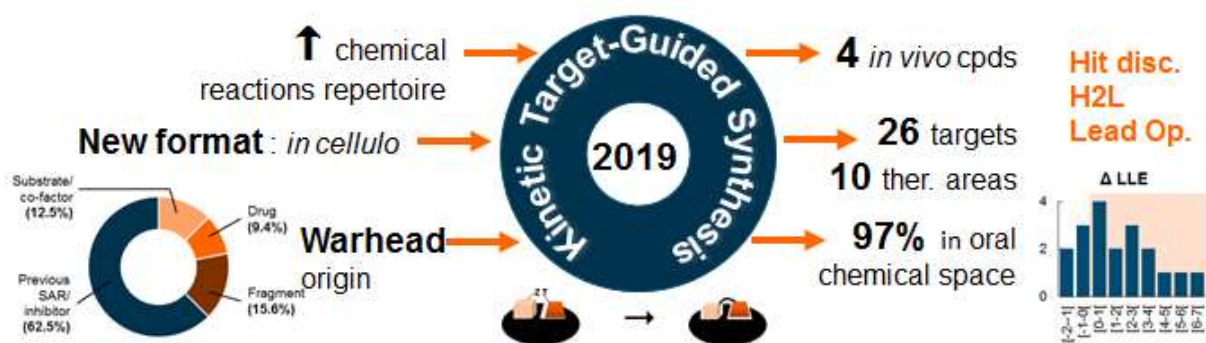 ↑ chemical
reactions repertoire
New format : in cellulo
Substrate/
co-factor
(12.5%)
Drug
(9.4%)
Previous
SAR/
inhibitor
(62.5%)
Fragment
(15.6%)
Warhead
origin
Kinetic Target-Guided Synthesis
2019
4 in vivo cpds
26 targets
10 ther. areas
97% in oral
chemical space
Hit disc.
H2L
Lead Op.
Δ LLE
4
2
0
[-2--1]
[-1-0[
[0-1]
[1-2[
[2-3[
[3-4[
[4-5[
[5-6[
[6-7[